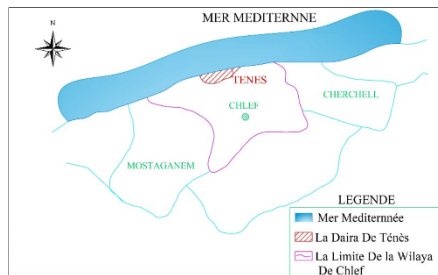 MER MEDITERNNE
N
TENES
CHLEF
CHERCHELL
MOSTAGANEM
LEGENDE
Mer Mediternnée
La Daira De Ténès
La Limite De la Wilaya
De Chlef